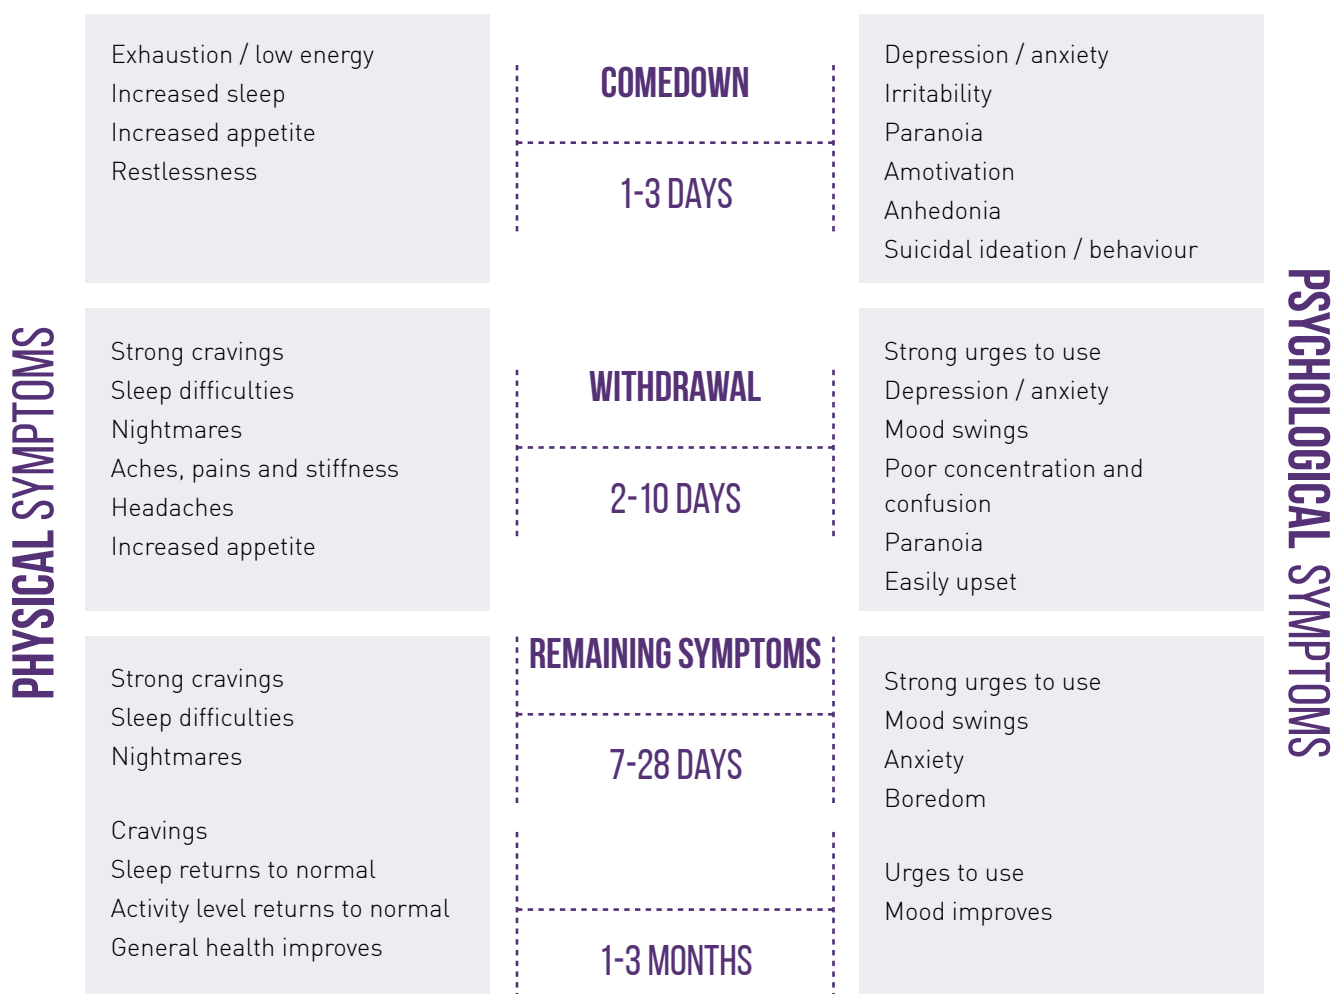 PHYSICAL SYMPTOMS
Exhaustion / low energy
Increased sleep
Increased appetite
Restlessness
COMEDOWN
1-3 DAYS
Depression / anxiety
Irritability
Paranoia
Amotivation
Anhedonia
Suicidal ideation / behaviour
Strong cravings
Sleep difficulties
Nightmares
Aches, pains and stiffness
Headaches
Increased appetite
WITHDRAWAL
2-10 DAYS
Strong urges to use
Depression / anxiety
Mood swings
Poor concentration and
confusion
Paranoia
Easily upset
Strong cravings
Sleep difficulties
Nightmares
REMAINING SYMPTOMS
7-28 DAYS
Strong urges to use
Mood swings
Anxiety
Boredom
Cravings
Sleep returns to normal
Activity level returns to normal
General health improves
1-3 MONTHS
Urges to use
Mood improves
PSYCHOLOGICAL SYMPTOMS